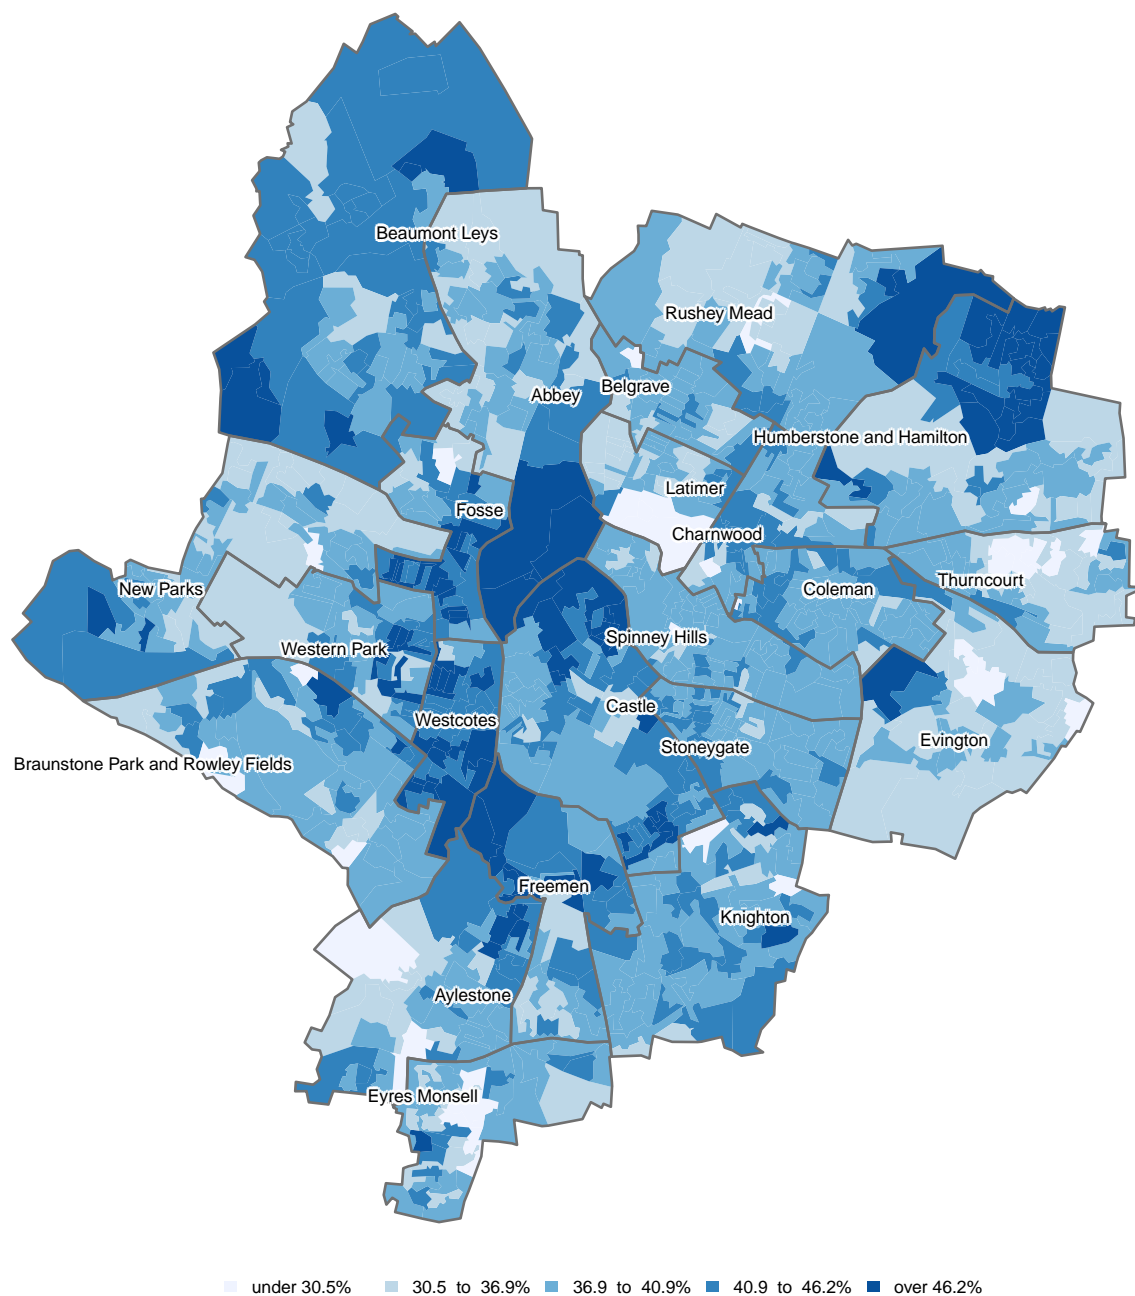 Beaumont Leys
Rushey Mead
Belgrave
Abbey
Humberstone and Hamilton
Latimer
Fosse
Charnwood
Thurncourt
New Parks
Coleman
Spinney Hills
Western Park
Castle
Westcotes
Evington
Stoneygate
Braunstone Park and Rowley Fields
Freemen
Knighton
Aylestone
Eyres Monsell
under 30.5% 30.5 to 36.9% 36.9 to 40.9% 40.9 to 46.2% over 46.2%